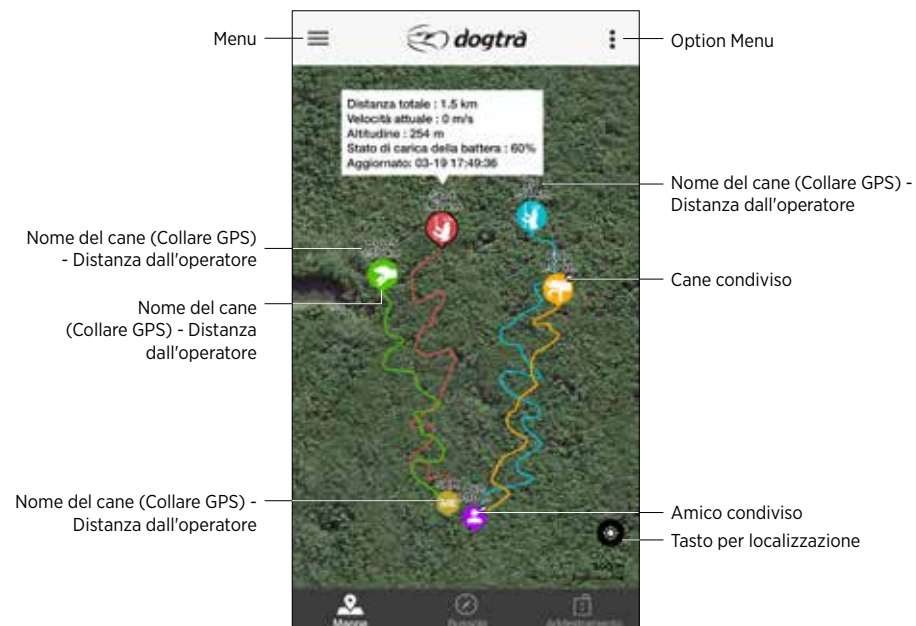 Menu
dogtra
Option Menu
Distanza totale : 1.5 km
Velocità attuale : 0 m/s
Altitudine : 254 m
Stato di carica della battera : 60%
Aggiornato: 03-19 17:49:36
Nome del cane (Collare GPS) -
Distanza dall'operatore
Nome del cane (Collare GPS)
- Distanza dall'operatore
Cane condiviso
Nome del cane
(Collare GPS) - Distanza
dall'operatore
Nome del cane (Collare GPS) -
Distanza dall'operatore
Amico condiviso
Tasto per localizzazione
Mappa
Bussola
Addestramento